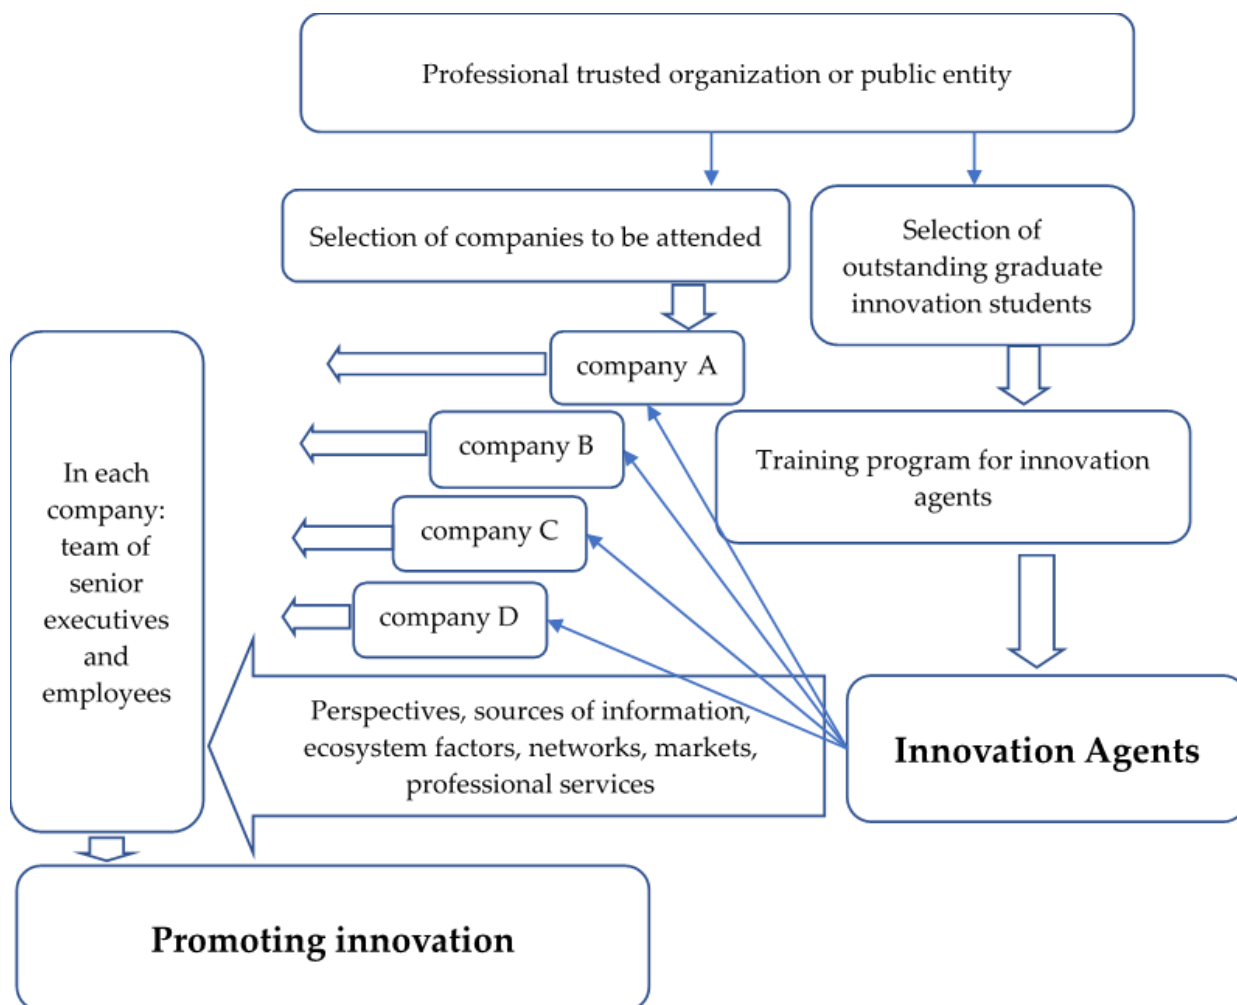 Professional trusted organization or public entity
Selection of companies to be attended
Selection of
outstanding graduate
innovation students
company A
company B
company C
company D
Training program for innovation
agents
In each
company:
team of
senior
executives
and
employees
Perspectives, sources of information,
ecosystem factors, networks, markets,
professional services
Innovation Agents
Promoting innovation